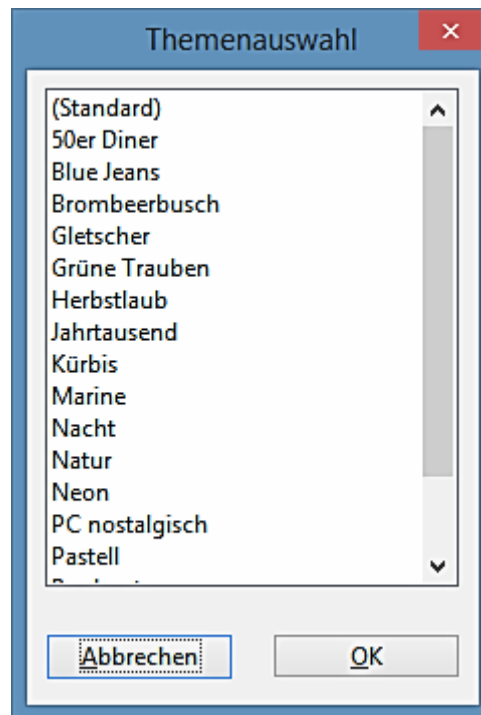 Themenauswahl
(Standard)
50er Diner
Blue Jeans
Brombeerbusch
Gletscher
Grüne Trauben
Herbstlaub
Jahrtausend
Kürbis
Marine
Nacht
Natur
Neon
PC nostalgisch
Pastell
Abbrechen OK